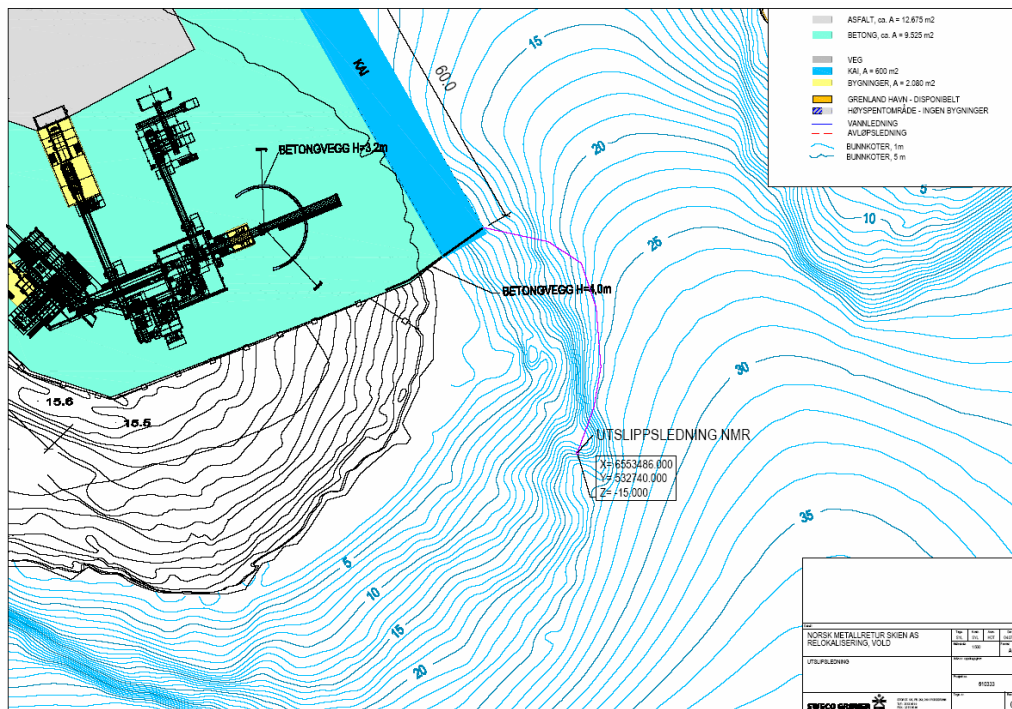 ASFALT, ca. A = 12.675 m2
BETONG, ca. A = 9.525 m2
VEG
KAI, A = 600 m2
BYGNINGER, A = 2.080 m2
GRENLAND HAVN - DISPONIBELT
HØYSPENTOMRÅDE - INGEN BYGNINGER
VANNLEDNING
AVLØPSLEDNING
BUNNKOTER, 1m
BUNNKOTER, 5 m
KAI
60,0
15
20
5
10
BETONGVEGG H=3,2m
25
BETONGVEGG H=4,0m
30
15.6
15.5
UTSLIPPSLEDNING NMR
X= 6553486.000
Y= 532740.000
Z= -15.000
35
5
10
15
20
NORSK METALLRETUR SKIEN AS
RELOKALISERING, VOLD
UTSLIPSLEDNING
610333
SWECO GRØNER